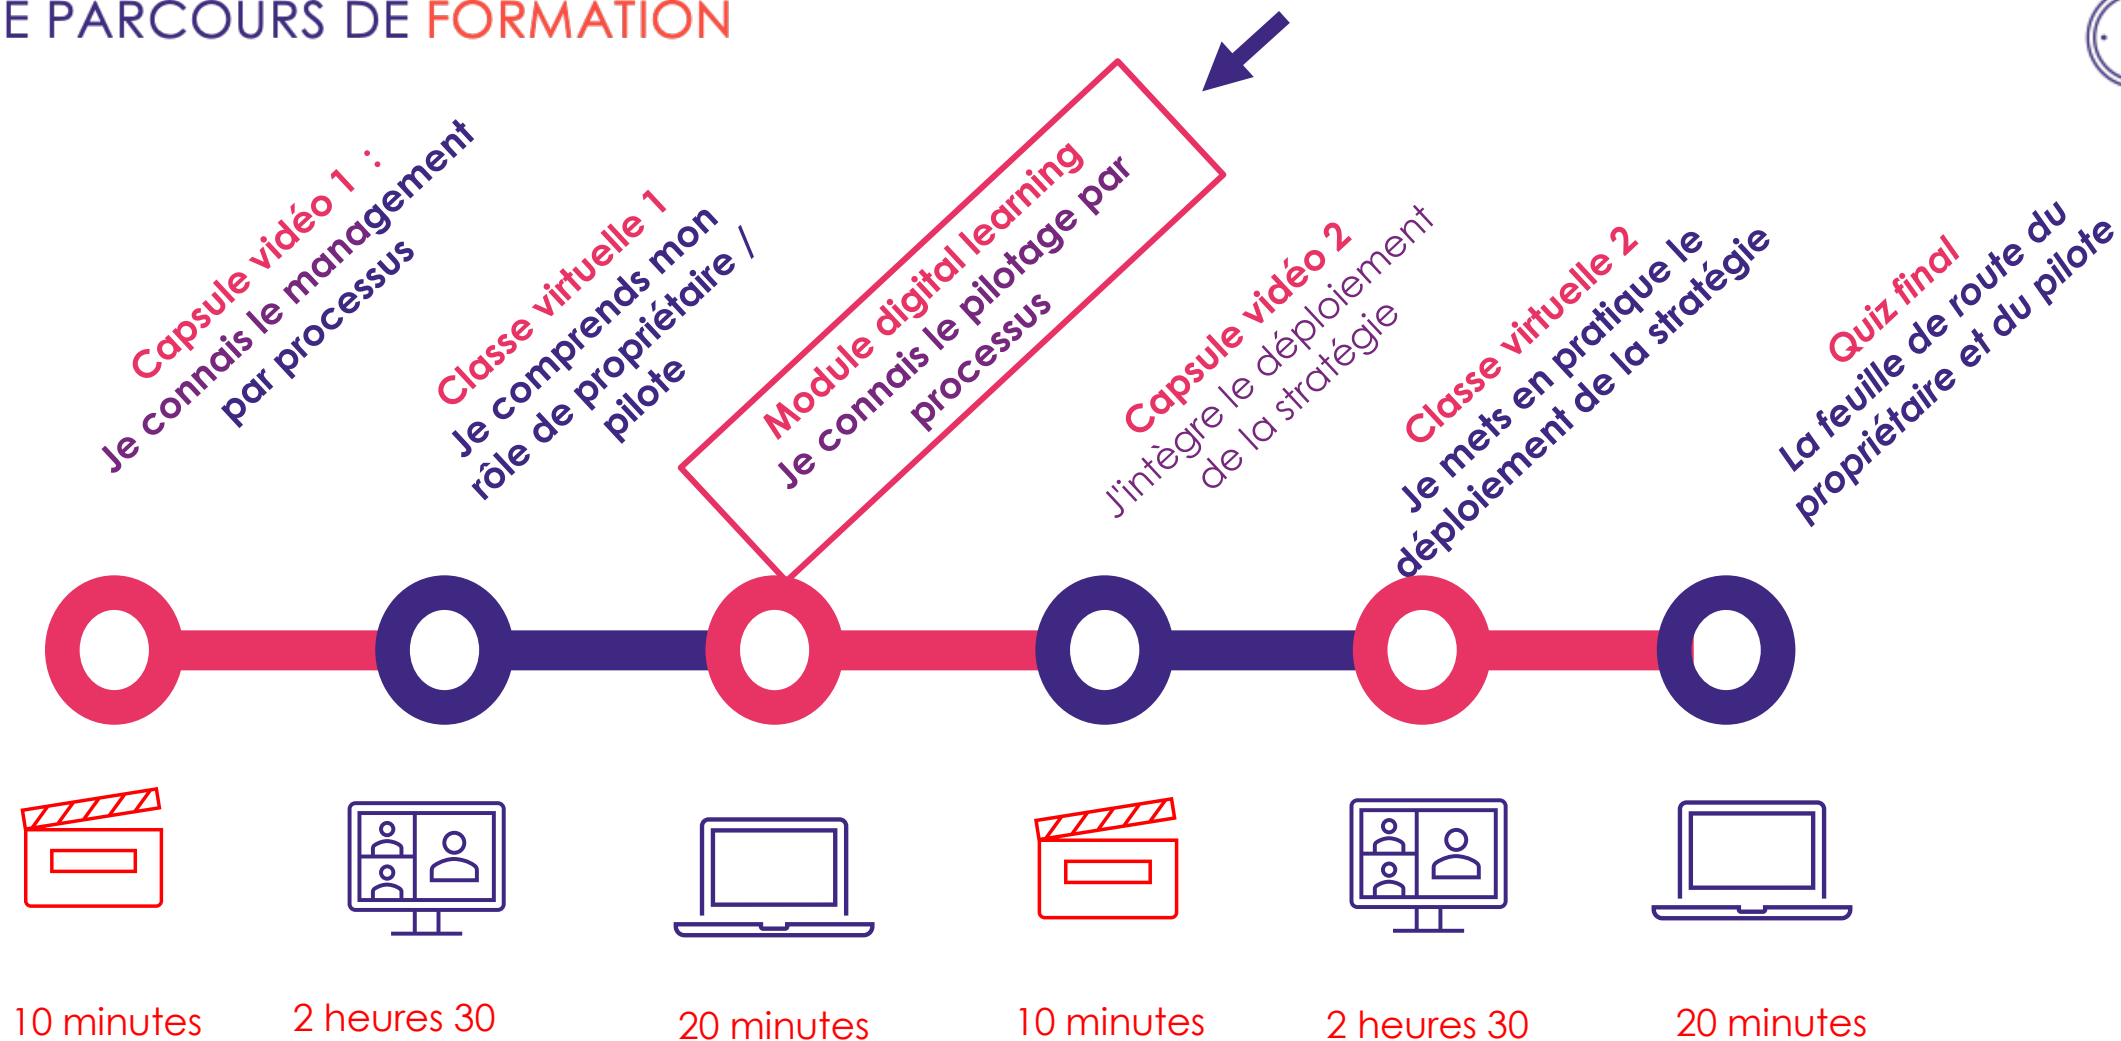 E PARCOURS DE FORMATION
Capsule vidéo 1 :
Je connais le management
par processus
Classe virtuelle 1
Je comprends mon
rôle de propriétaire /
pilote
Module digital learning
Je connais le pilotage par
processus
Capsule vidéo 2
J'intègre le déploiement
de la stratégie
Classe virtuelle 2
Je mets en pratique le
déploiement de la stratégie
Quiz final
La feuille de route du
propriétaire et du pilote
10 minutes
2 heures 30
20 minutes
10 minutes
2 heures 30
20 minutes